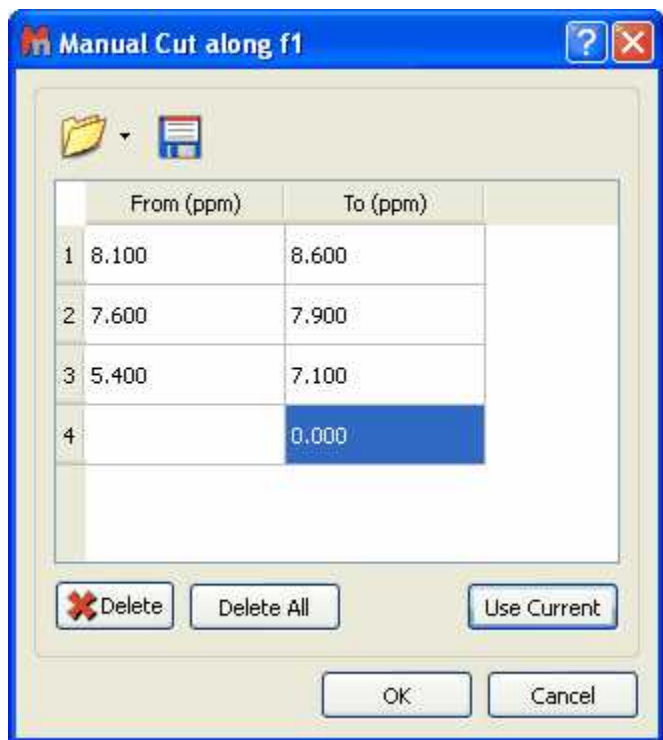 Manual Cut along f1
From (ppm) To (ppm)
1 8.100 8.600
2 7.600 7.900
3 5.400 7.100
4 0.000
Delete Delete All Use Current
OK Cancel